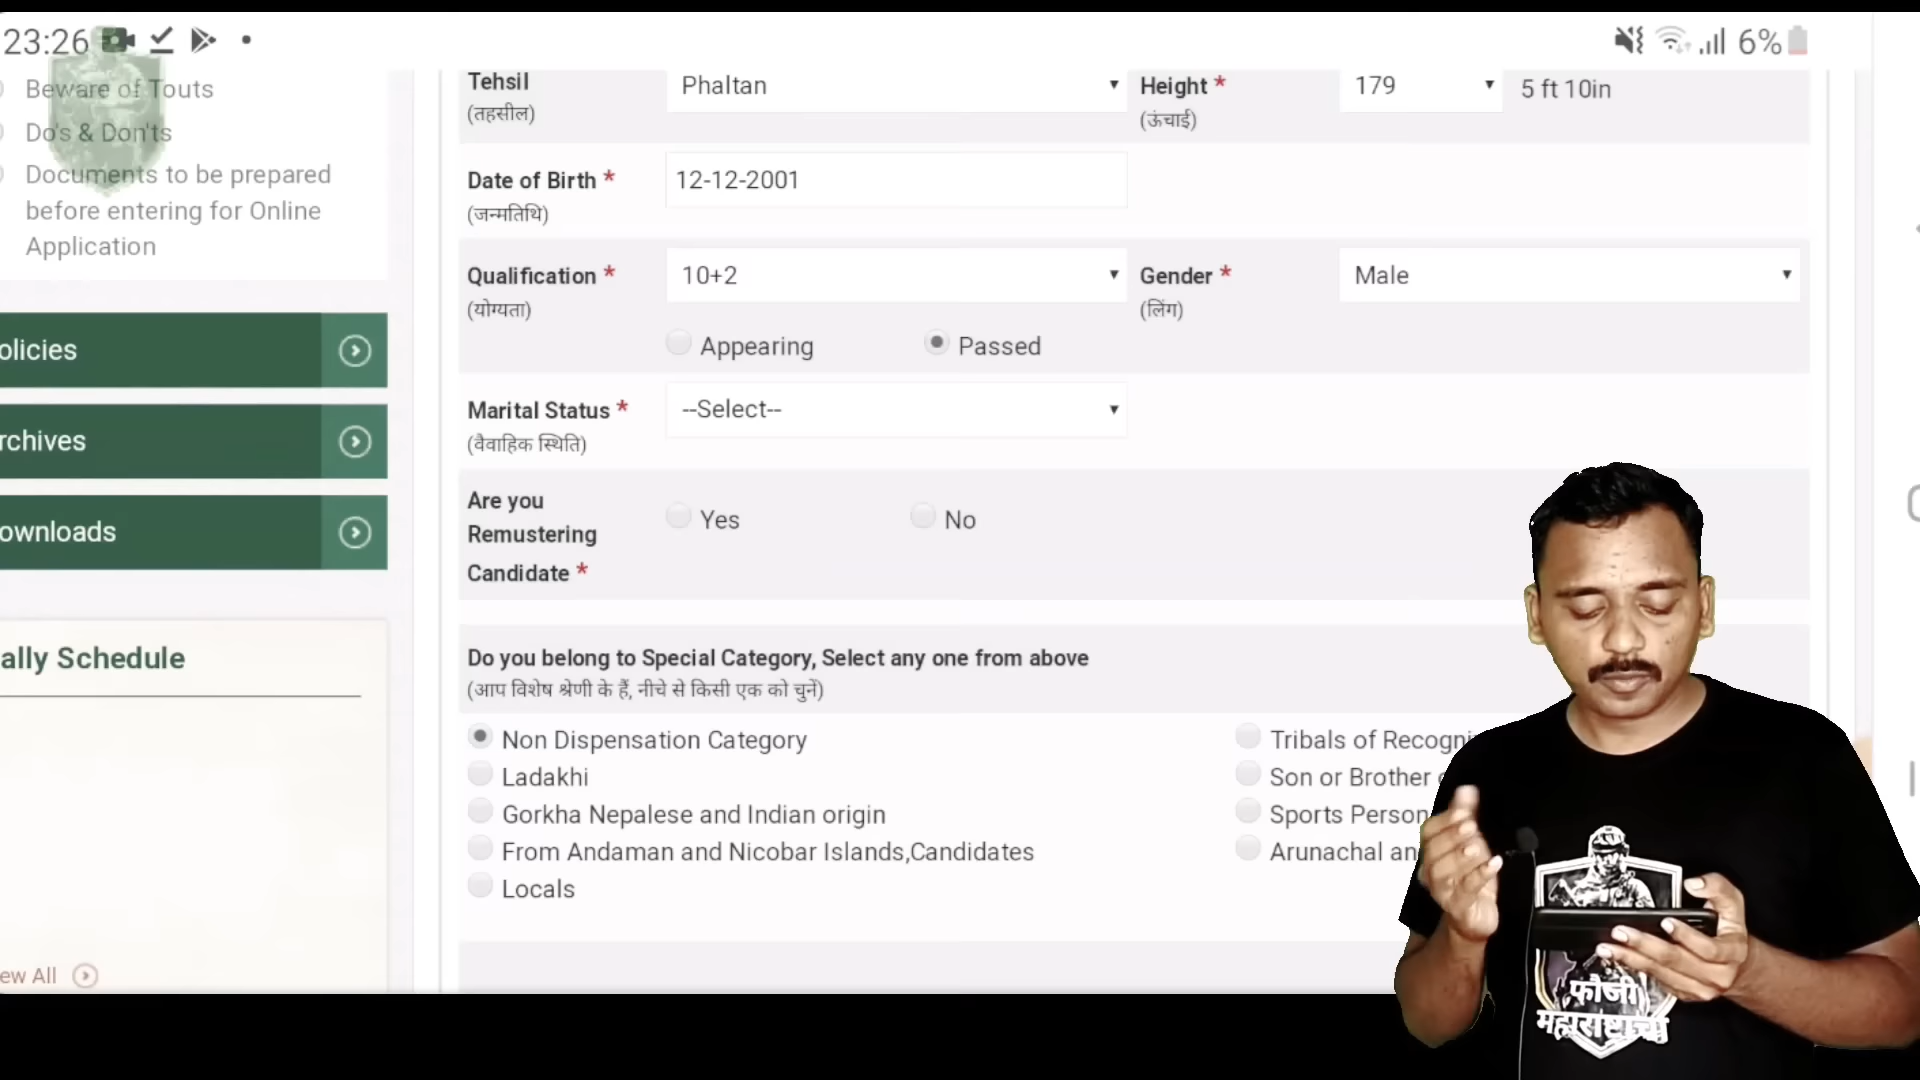 23:26
6%
Beware of Touts
Do's & Don'ts
Documents to be prepared
before entering for Online
Application
olicies
rchives
ownloads
ally Schedule
ew All
Tehsil
(तहसील)
Phaltan
Height *
(ऊंचाई)
179
5 ft 10in
Date of Birth *
(जन्मतिथि)
12-12-2001
Qualification *
(योग्यता)
10+2
Gender *
(लिंग)
Male
Appearing
Passed
Marital Status *
(वैवाहिक स्थिति)
--Select--
Are you
Remustering
Candidate *
Yes
No
Do you belong to Special Category, Select any one from above
(आप विशेष श्रेणी के हैं, नीचे से किसी एक को चुनें)
Non Dispensation Category
Ladakhi
Gorkha Nepalese and Indian origin
From Andaman and Nicobar Islands,Candidates
Locals
Tribals of Recogni
Son or Brother
Sports Person
Arunachal an
फौजी
महाराष्ट्राचा